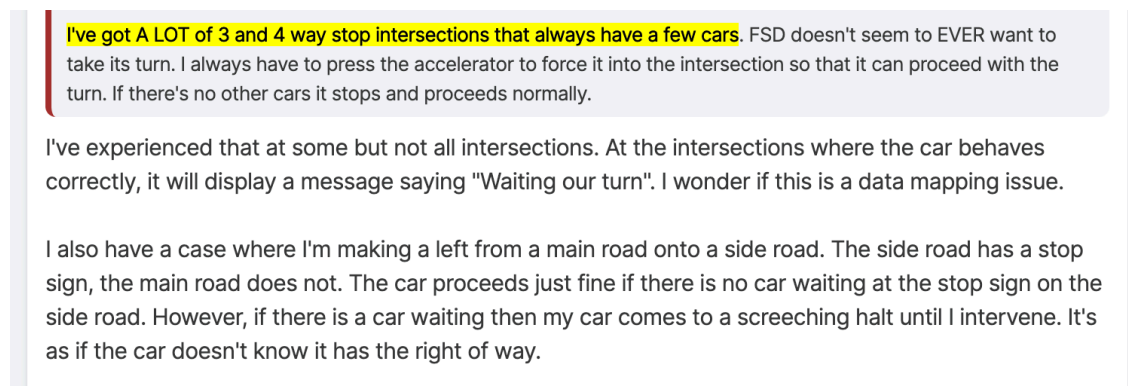 I've got A LOT of 3 and 4 way stop intersections that always have a few cars. FSD doesn't seem to EVER want to
take its turn. I always have to press the accelerator to force it into the intersection so that it can proceed with the
turn. If there's no other cars it stops and proceeds normally.
I've experienced that at some but not all intersections. At the intersections where the car behaves
correctly, it will display a message saying "Waiting our turn". I wonder if this is a data mapping issue.
I also have a case where I'm making a left from a main road onto a side road. The side road has a stop
sign, the main road does not. The car proceeds just fine if there is no car waiting at the stop sign on the
side road. However, if there is a car waiting then my car comes to a screeching halt until I intervene. It's
as if the car doesn't know it has the right of way.